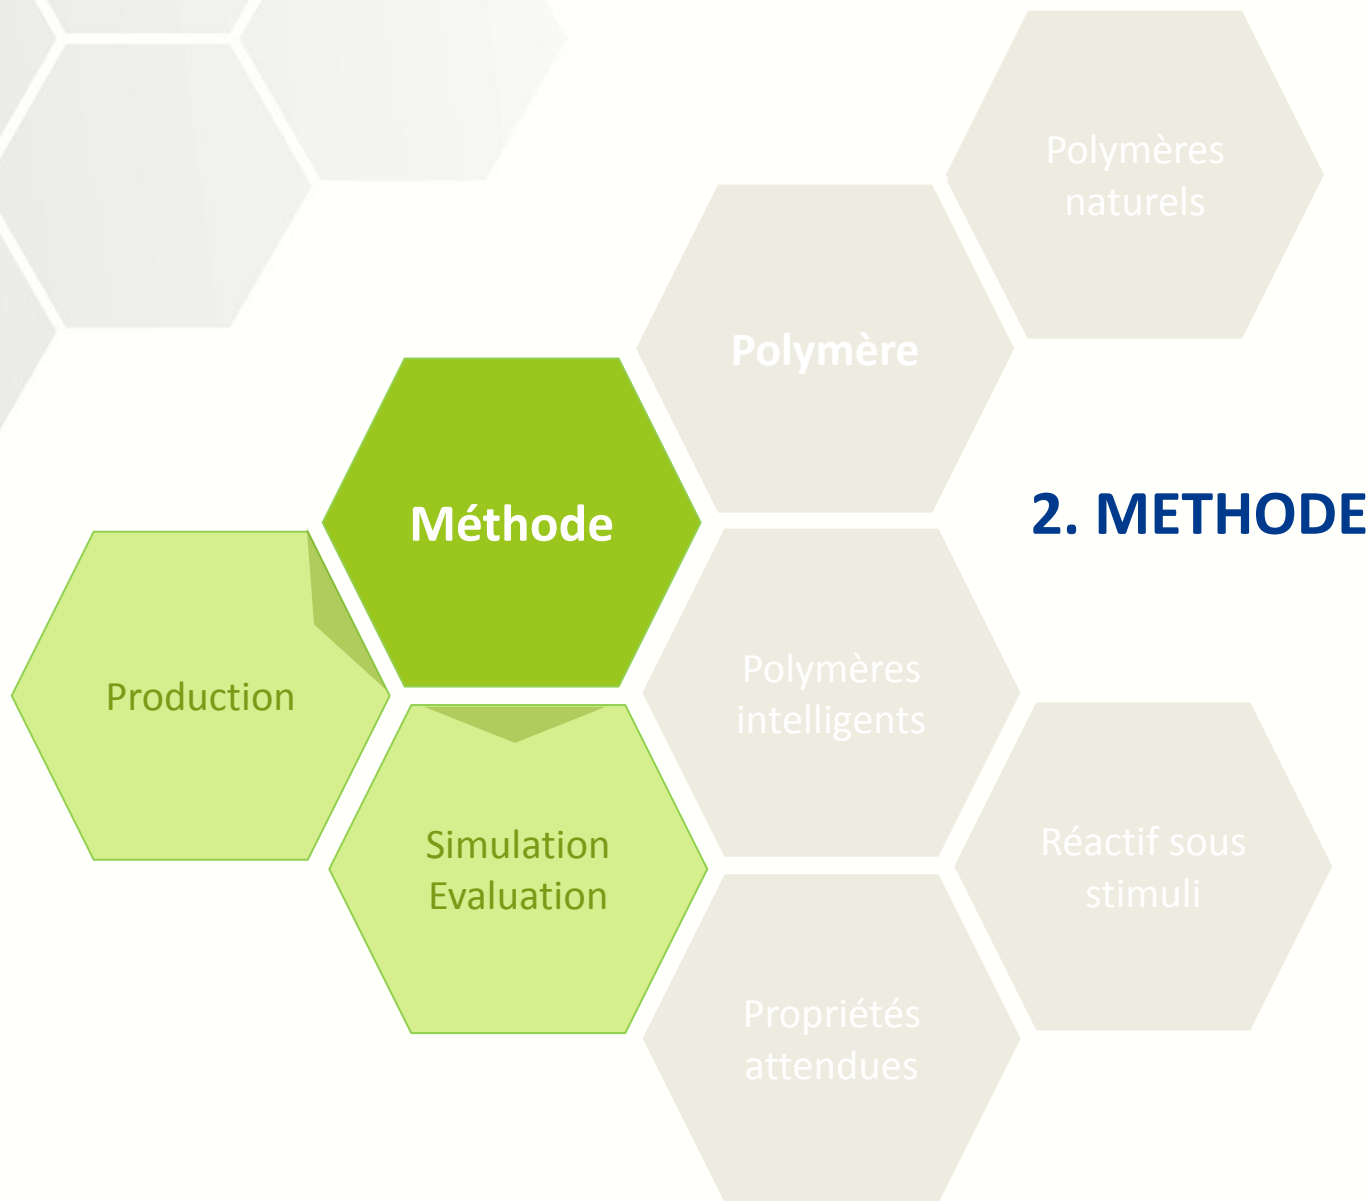 Polymères
naturels
Polymère
2. METHODE
Méthode
Production
Polymères
intelligents
Simulation
Evaluation
Réactif sous
stimuli
Propriétés
attendues